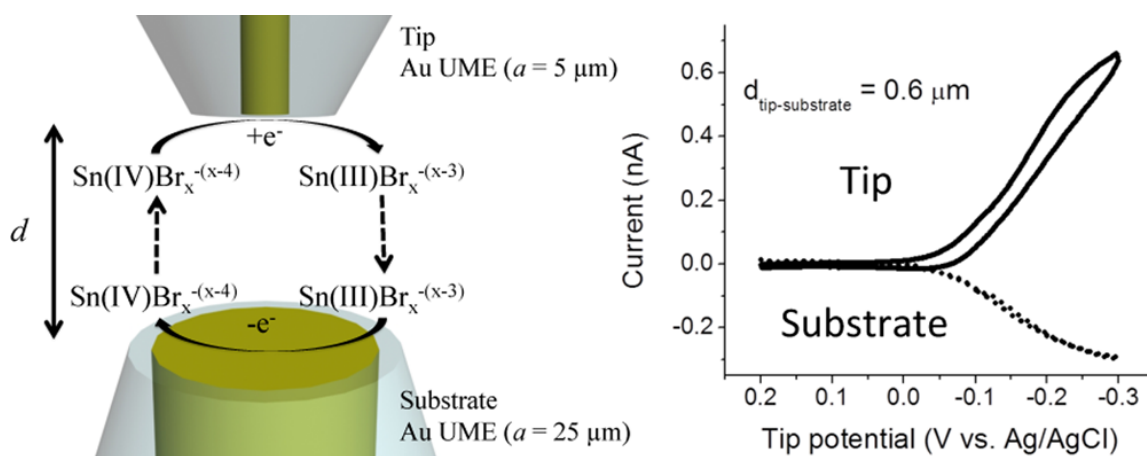 Tip
Au UME (a = 5 μm)
+e⁻
Sn(IV)Brₓ⁻⁽ˣ⁻⁴⁾ Sn(III)Brₓ⁻⁽ˣ⁻³⁾
d
Sn(IV)Brₓ⁻⁽ˣ⁻⁴⁾ Sn(III)Brₓ⁻⁽ˣ⁻³⁾
-e⁻
Substrate
Au UME (a = 25 μm)
Current (nA)
0.6
0.4
0.2
0.0
-0.2
d tip-substrate = 0.6 μm
Tip
Substrate
0.2 0.1 0.0 -0.1 -0.2 -0.3
Tip potential (V vs. Ag/AgCl)